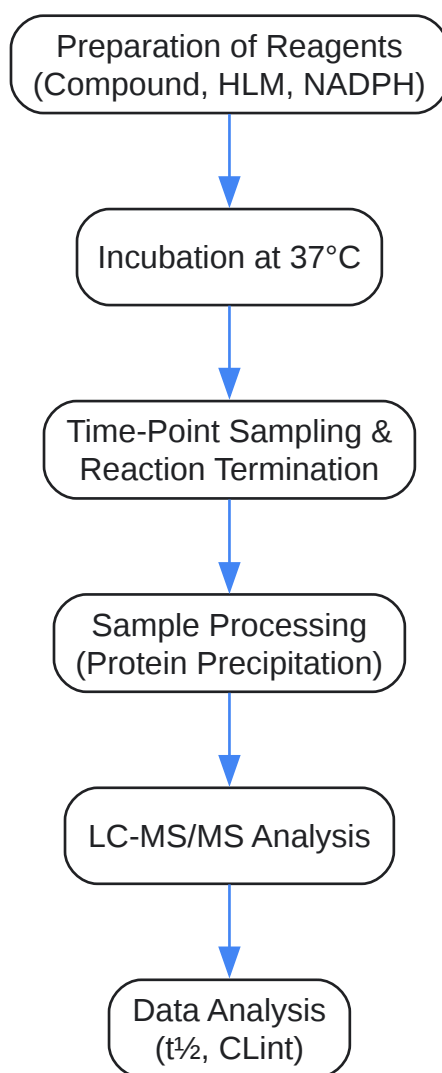 Preparation of Reagents
(Compound, HLM, NADPH)
Incubation at 37°C
Time-Point Sampling &
Reaction Termination
Sample Processing
(Protein Precipitation)
LC-MS/MS Analysis
Data Analysis
(t½, CLint)